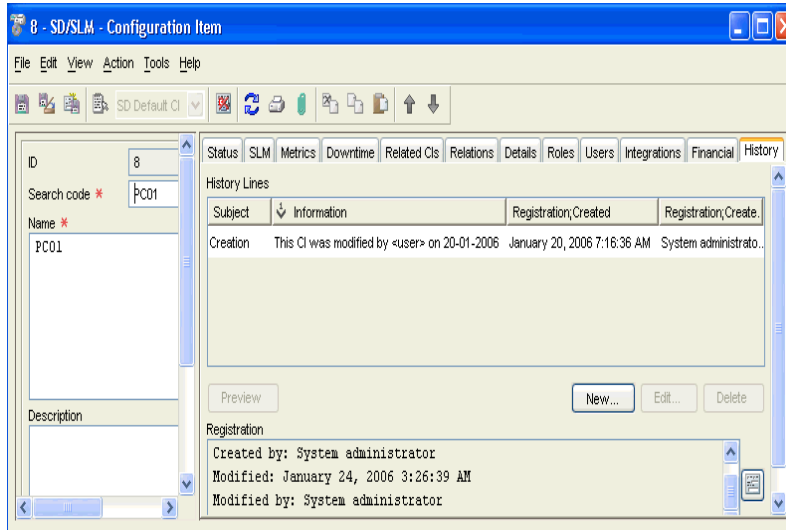 8 - SD/SLM - Configuration Item
File Edit View Action Tools Help
SD Default CI
ID 8
Search code * PC01
Name *
PC01
Description
Status SLM Metrics Downtime Related CIs Relations Details Roles Users Integrations Financial History
History Lines
Subject Information Registration;Created Registration;Create.
Creation This CI was modified by <user> on 20-01-2006 January 20, 2006 7:16:36 AM System administrato..
Preview New... Edit... Delete
Registration
Created by: System administrator
Modified: January 24, 2006 3:26:39 AM
Modified by: System administrator